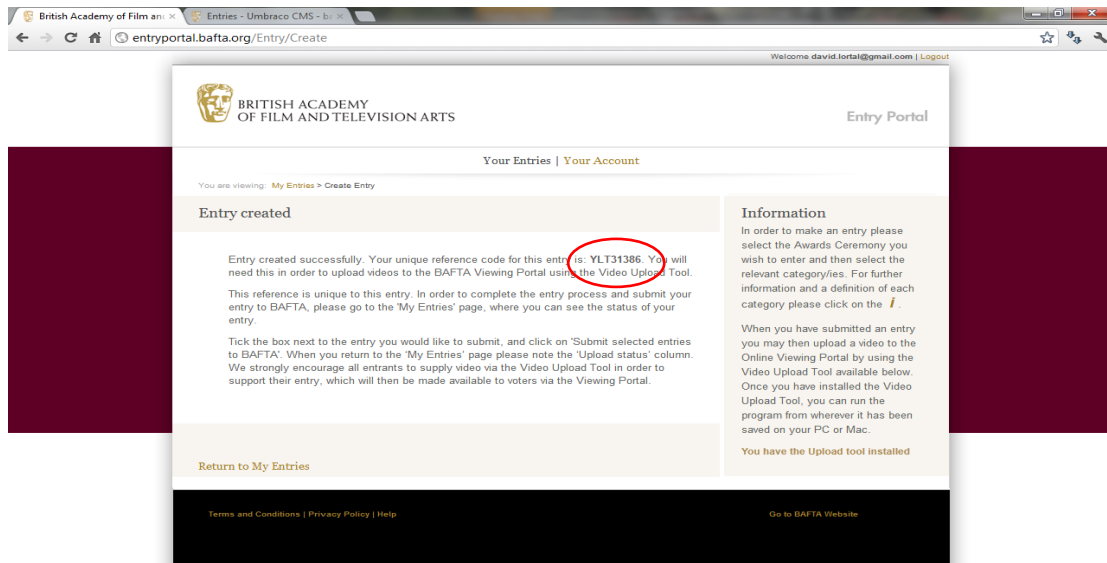 British Academy of Film an
Entries - Umbraco CMS - ba
entryportal.bafta.org/Entry/Create
Welcome david.lortal@gmail.com | Logout
BRITISH ACADEMY
OF FILM AND TELEVISION ARTS
Entry Portal
Your Entries | Your Account
You are viewing: My Entries > Create Entry
Entry created
Entry created successfully. Your unique reference code for this entry is: YLT31386. You will
need this in order to upload videos to the BAFTA Viewing Portal using the Video Upload Tool.
This reference is unique to this entry. In order to complete the entry process and submit your
entry to BAFTA, please go to the 'My Entries' page, where you can see the status of your
entry.
Tick the box next to the entry you would like to submit, and click on 'Submit selected entries
to BAFTA'. When you return to the 'My Entries' page please note the 'Upload status' column.
We strongly encourage all entrants to supply video via the Video Upload Tool in order to
support their entry, which will then be made available to voters via the Viewing Portal.
Return to My Entries
Information
In order to make an entry please
select the Awards Ceremony you
wish to enter and then select the
relevant category/ies. For further
information and a definition of each
category please click on the i .
When you have submitted an entry
you may then upload a video to the
Online Viewing Portal by using the
Video Upload Tool available below.
Once you have installed the Video
Upload Tool, you can run the
program from wherever it has been
saved on your PC or Mac.
You have the Upload tool installed
Terms and Conditions | Privacy Policy | Help
Go to BAFTA Website